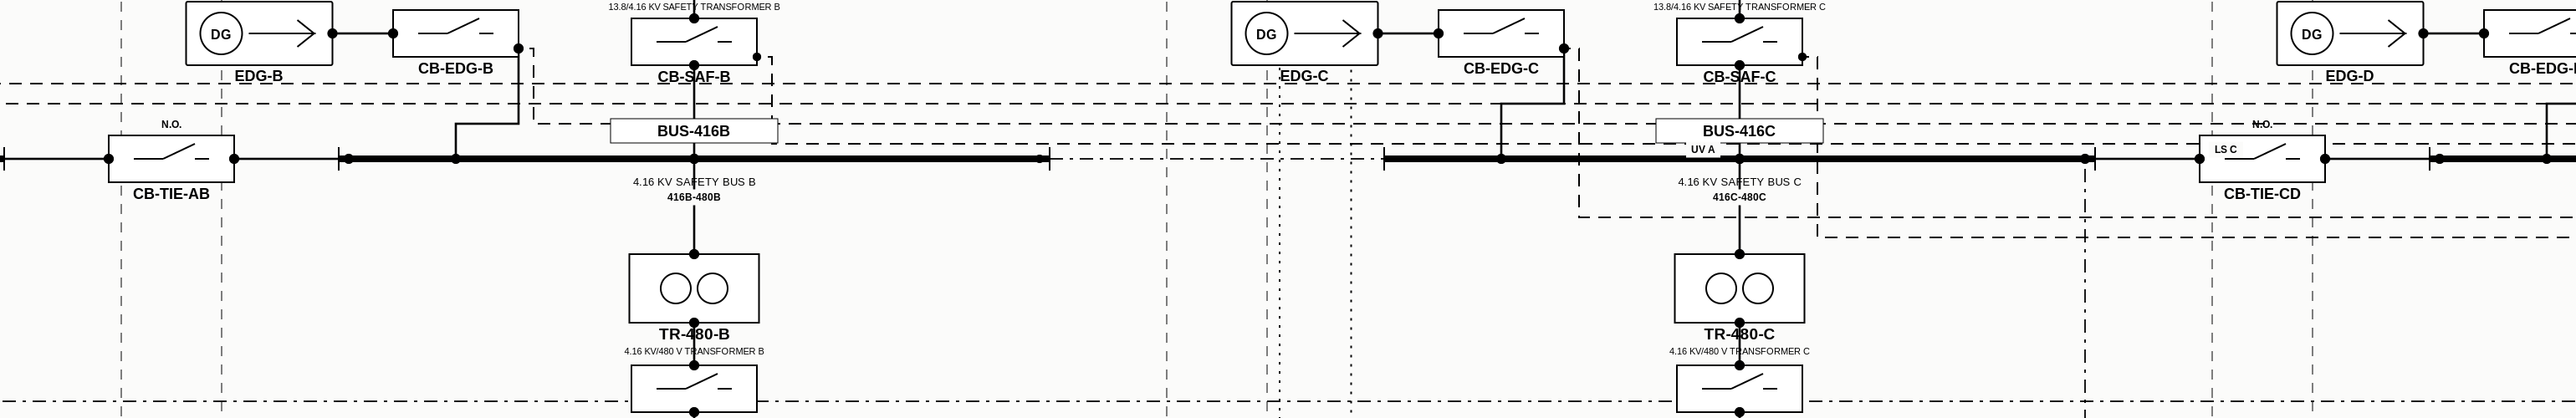 13.8/4.16 KV SAFETY TRANSFORMER B
13.8/4.16 KV SAFETY TRANSFORMER C
DG
DG
DG
EDG-B
CB-EDG-B
CB-SAF-B
EDG-C
CB-EDG-C
CB-SAF-C
EDG-D
CB-EDG-
N.O.
BUS-416B
BUS-416C
N.O.
UV A
LS C
CB-TIE-AB
4.16 KV SAFETY BUS B
416B-480B
4.16 KV SAFETY BUS C
416C-480C
CB-TIE-CD
TR-480-B
4.16 KV/480 V TRANSFORMER B
TR-480-C
4.16 KV/480 V TRANSFORMER C